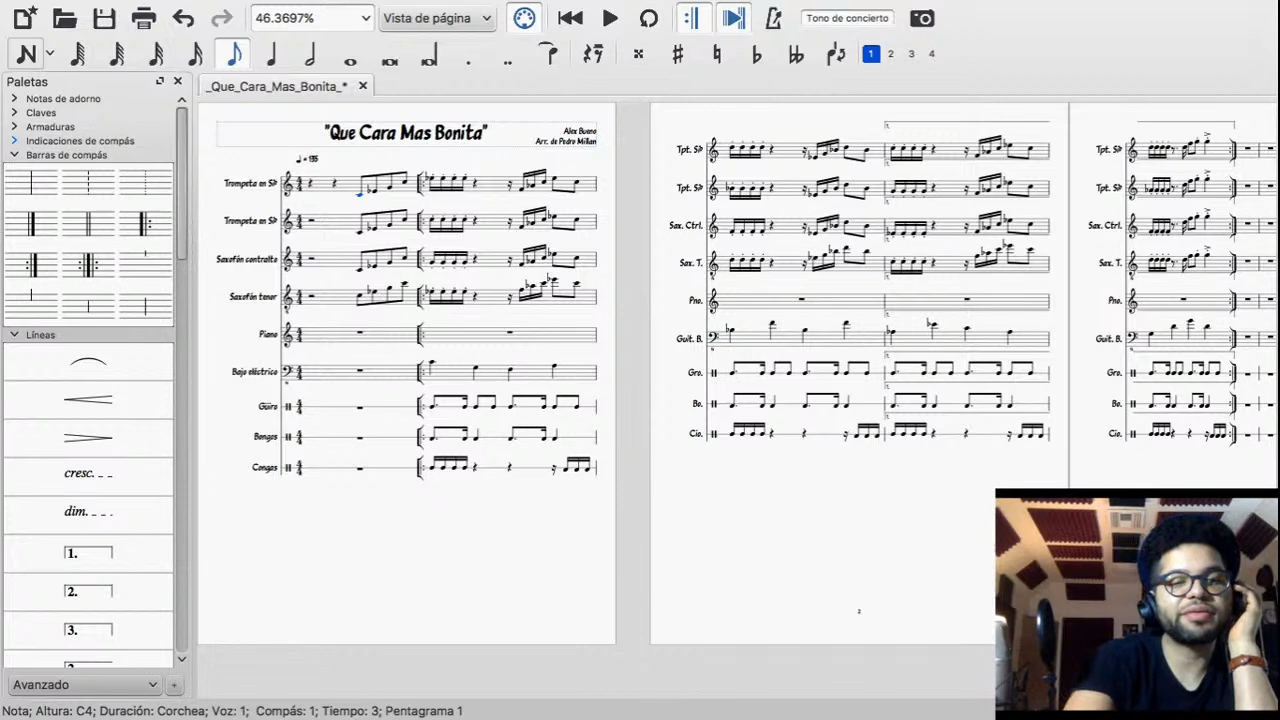 46.3697%
Vista de página
Tono de concierto
1 2 3 4
Paletas
_Que_Cara_Mas_Bonita_*
Notas de adorno
Claves
Armaduras
Indicaciones de compás
Barras de compás
Líneas
cresc.
dim.
1.
2.
3.
Avanzado
"Que Cara Mas Bonita"
Alex Bueno
Arr. de Pedro Millan
Trompeta en Si♭
Trompeta en Si♭
Saxofón contralto
Saxofón tenor
Piano
Bajo eléctrico
Güiro
Bongos
Congas
Tpt. Si♭
Tpt. Si♭
Sax. Ctrl.
Sax. T.
Pno.
Guit. B.
Gro.
Bo.
2
Tpt. Si♭
Tpt. Si♭
Sax. Ctrl.
Sax. T.
Pno.
Guit. B.
Gro.
Bo.
Nota; Altura: C4; Duración: Corchea; Voz: 1; Compás: 1; Tiempo: 3; Pentagrama 1